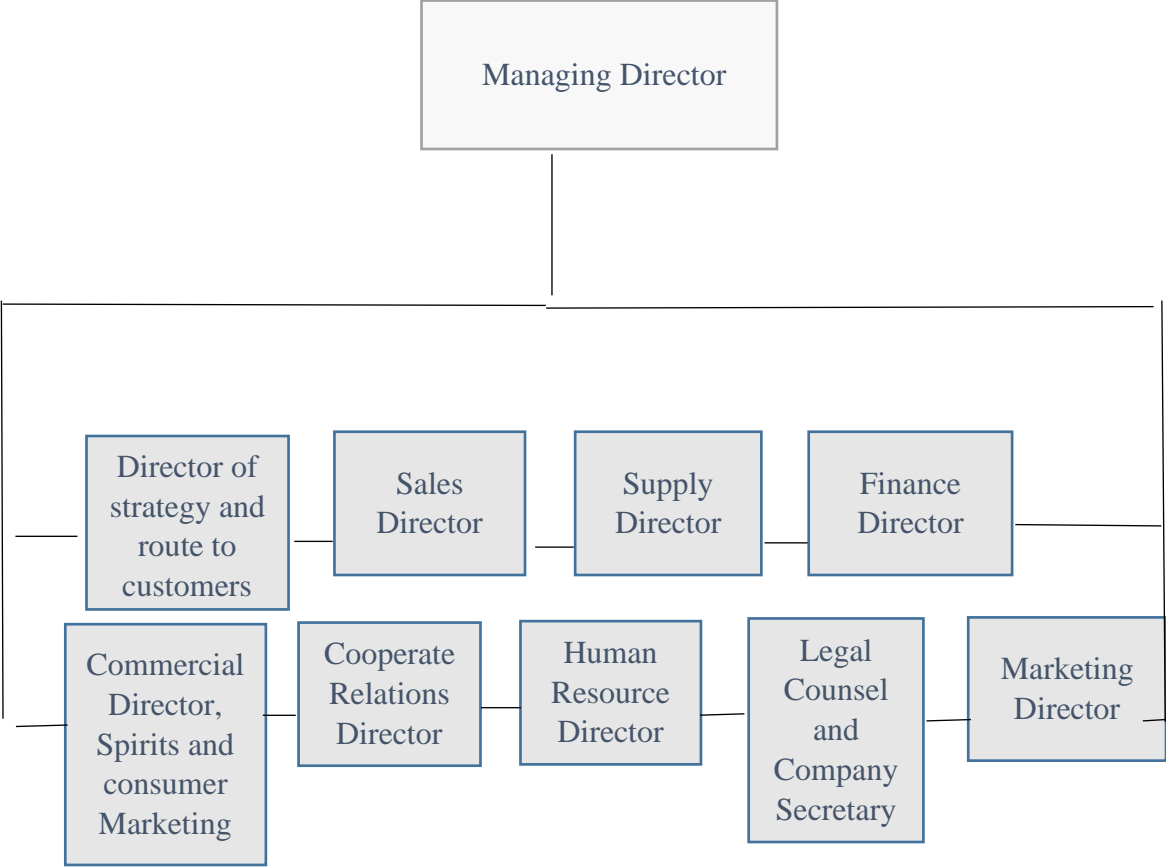 Managing Director
Director of
strategy and
route to
customers
Sales
Director
Supply
Director
Finance
Director
Commercial
Director,
Spirits and
consumer
Marketing
Cooperate
Relations
Director
Human
Resource
Director
Legal
Counsel
and
Company
Secretary
Marketing
Director